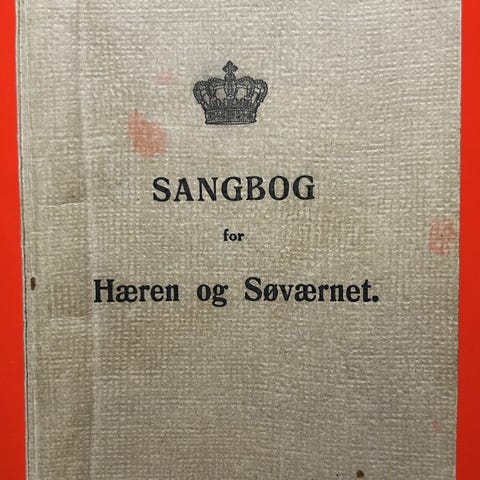 SANGBOG
for
Hæren og Søværnet.